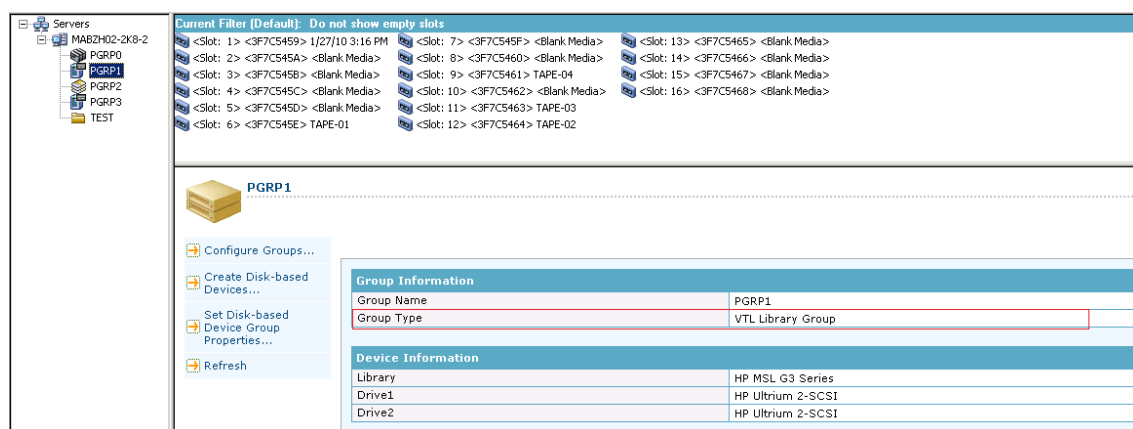 Servers
MABZH02-2K8-2
PGRP0
PGRP1
PGRP2
PGRP3
TEST
Current Filter (Default): Do not show empty slots
<Slot: 1> <3F7C5459> 1/27/10 3:16 PM
<Slot: 2> <3F7C545A> <Blank Media>
<Slot: 3> <3F7C545B> <Blank Media>
<Slot: 4> <3F7C545C> <Blank Media>
<Slot: 5> <3F7C545D> <Blank Media>
<Slot: 6> <3F7C545E> TAPE-01
<Slot: 7> <3F7C545F> <Blank Media>
<Slot: 8> <3F7C5460> <Blank Media>
<Slot: 9> <3F7C5461> TAPE-04
<Slot: 10> <3F7C5462> <Blank Media>
<Slot: 11> <3F7C5463> TAPE-03
<Slot: 12> <3F7C5464> TAPE-02
<Slot: 13> <3F7C5465> <Blank Media>
<Slot: 14> <3F7C5466> <Blank Media>
<Slot: 15> <3F7C5467> <Blank Media>
<Slot: 16> <3F7C5468> <Blank Media>
PGRP1
Configure Groups...
Create Disk-based
Devices...
Set Disk-based
Device Group
Properties...
Refresh
Group Information
Group Name PGRP1
Group Type VTL Library Group
Device Information
Library HP MSL G3 Series
Drive1 HP Ultrium 2-SCSI
Drive2 HP Ultrium 2-SCSI